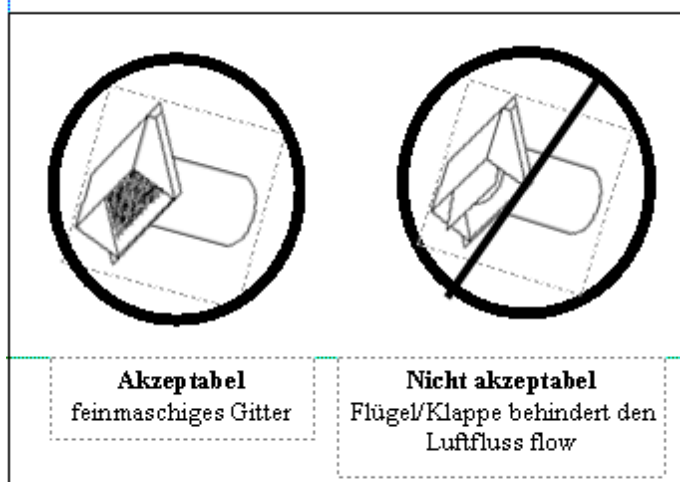 Akzeptabel
feinmaschiges Gitter
Nicht akzeptabel
Flügel/Klappe behindert den
Luftfluss flow